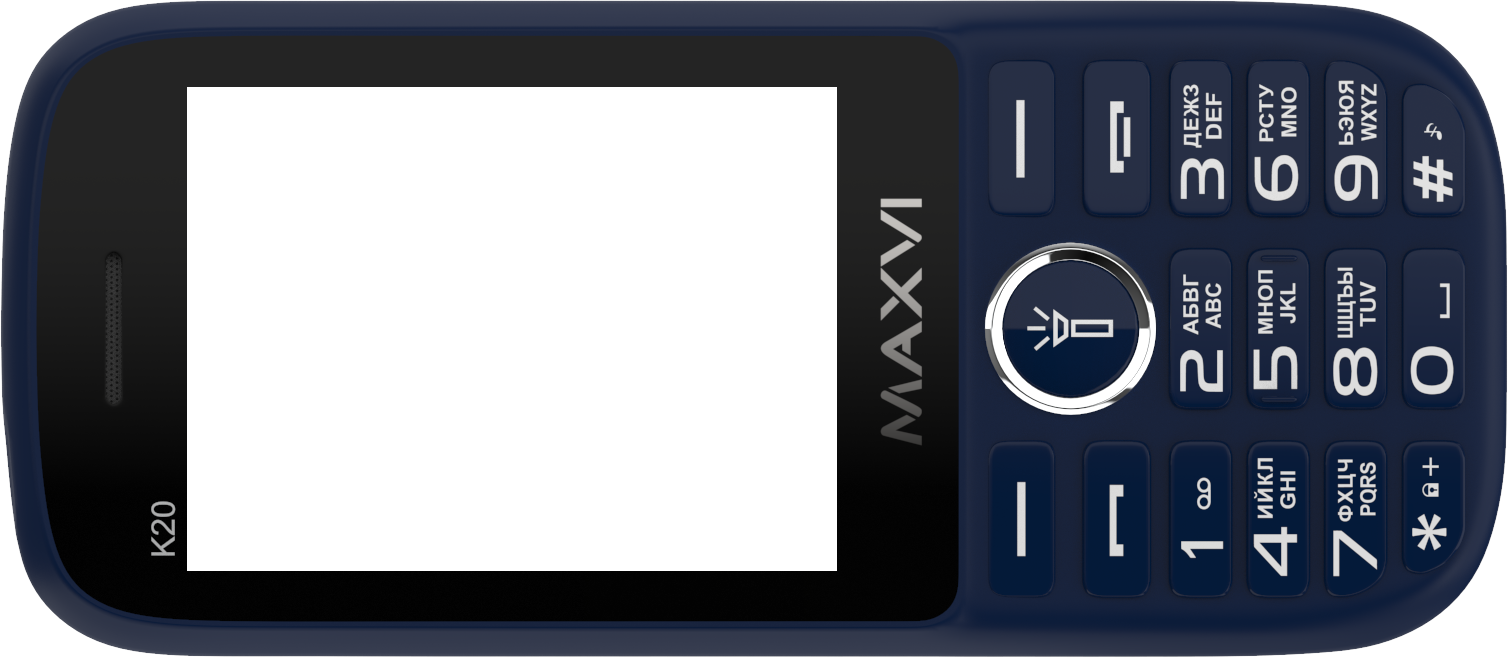 K20
MAXVI
1
2 АБВГ
ABC
3 ДЕЖЗ
DEF
4 ИЙКЛ
GHI
5 МНОП
JKL
6 РСТУ
MNO
7 ФХЦЧ
PQRS
8 ШЩЪЫ
TUV
9 ЬЭЮЯ
WXYZ
* +
0
#